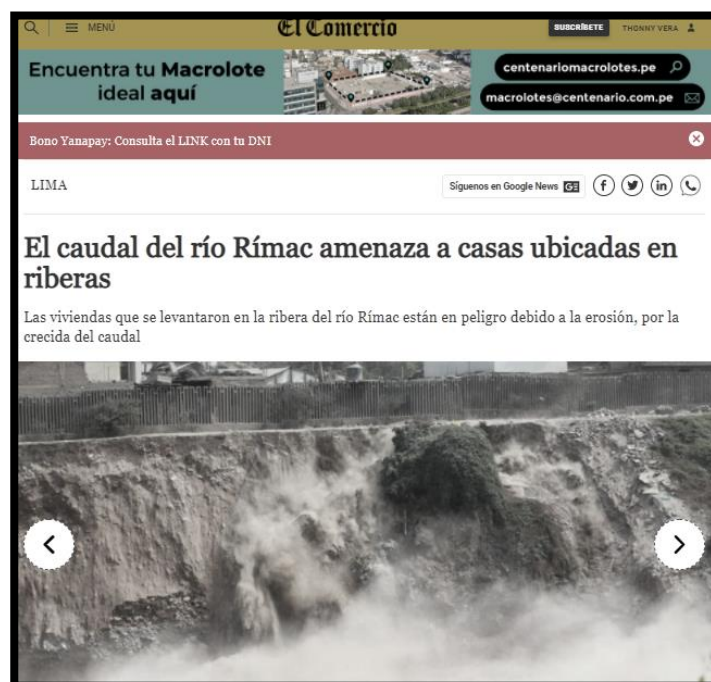 MENÚ
El Comercio
SUSCRÍBETE
THONNY VERA
Encuentra tu Macrolote
ideal aquí
centenariomacrolotes.pe
macrolotes@centenario.com.pe
Bono Yanapay: Consulta el LINK con tu DNI
LIMA
Síguenos en Google News
El caudal del río Rímac amenaza a casas ubicadas en
riberas
Las viviendas que se levantaron en la ribera del río Rímac están en peligro debido a la erosión, por la
crecida del caudal